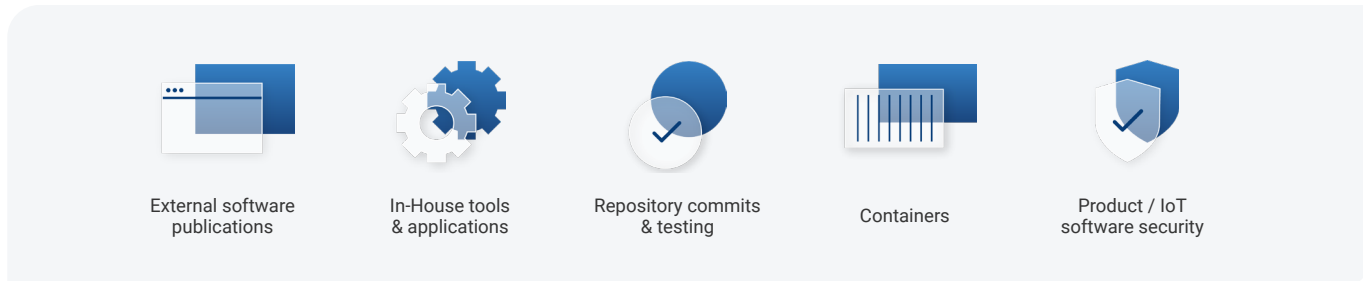 External software
publications
In-House tools
& applications
Repository commits
& testing
Containers
Product / IoT
software security